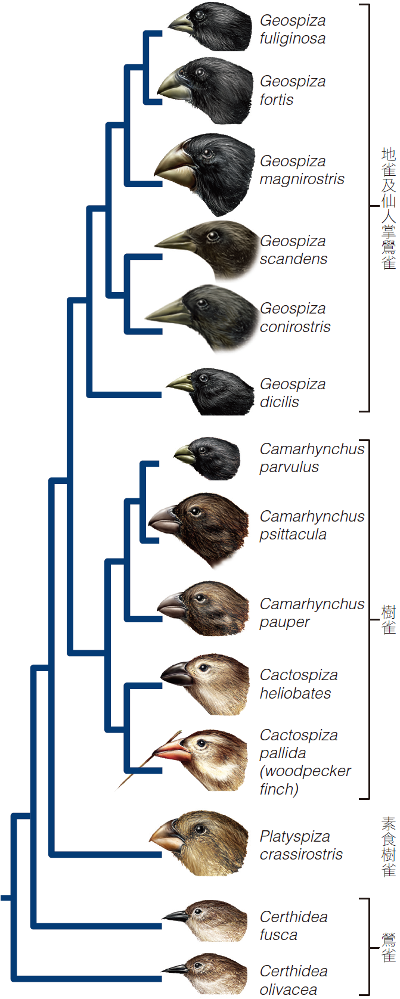 Geospiza
fuliginosa
Geospiza
fortis
Geospiza
magnirostris
Geospiza
scandens
Geospiza
conirostris
Geospiza
dicilis
地雀及仙人掌鷽雀
Camarhynchus
parvulus
Camarhynchus
psittacula
Camarhynchus
pauper
Cactospiza
heliobates
Cactospiza
pallida
(woodpecker
finch)
樹雀
Platyspiza
crassirostris
素食樹雀
Certhidea
fusca
Certhidea
olivacea
鶯雀